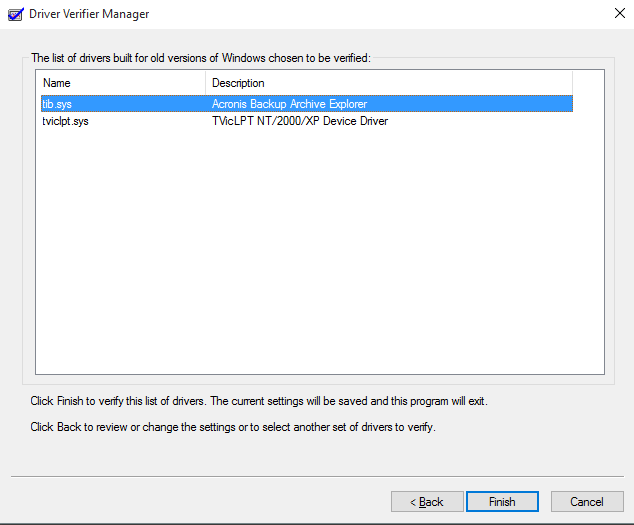 Driver Verifier Manager
The list of drivers built for old versions of Windows chosen to be verified:
Name Description
tib.sys Acronis Backup Archive Explorer
tviclpt.sys TVicLPT NT/2000/XP Device Driver
Click Finish to verify this list of drivers. The current settings will be saved and this program will exit.
Click Back to review or change the settings or to select another set of drivers to verify.
< Back Finish Cancel